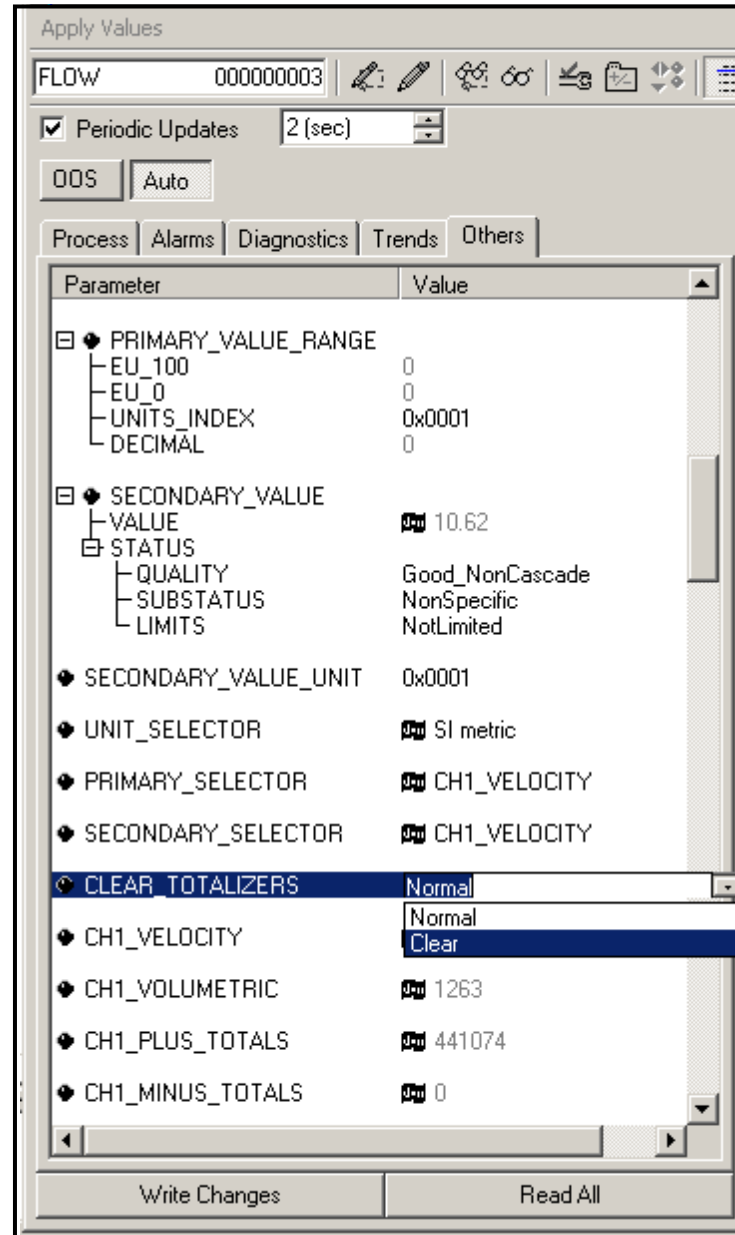 Apply Values
FLOW 000000003
Periodic Updates 2 (sec)
OOS Auto
Process Alarms Diagnostics Trends Others
Parameter Value
PRIMARY_VALUE_RANGE
EU_100 0
EU_0 0
UNITS_INDEX 0x0001
DECIMAL 0
SECONDARY_VALUE
VALUE 10.62
STATUS
QUALITY Good_NonCascade
SUBSTATUS NonSpecific
LIMITS NotLimited
SECONDARY_VALUE_UNIT 0x0001
UNIT_SELECTOR SI metric
PRIMARY_SELECTOR CH1_VELOCITY
SECONDARY_SELECTOR CH1_VELOCITY
CLEAR_TOTALIZERS Normal
Normal
CH1_VELOCITY Clear
CH1_VOLUMETRIC 1263
CH1_PLUS_TOTALS 441074
CH1_MINUS_TOTALS 0
Write Changes Read All